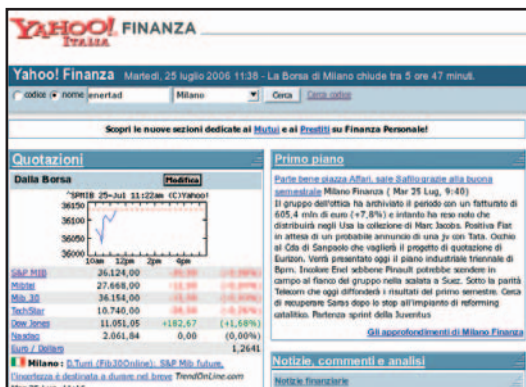 YAHOO! FINANZA
ITALIA
Yahoo! Finanza Martedì, 25 luglio 2006 11:38 - La Borsa di Milano chiude tra 5 ore 47 minuti.
codice nome enertad Milano Cerca Cerca codice
Scopri le nuove sezioni dedicate ai Mutui e ai Prestiti su Finanza Personale!
Quotazioni
Dalla Borsa Modifica
^SPMIB 25-Jul 11:22am (C)Yahoo!
36150
36100
36050
36000
10am 12pm 2pm 4pm
S&P MIB 36.124,00
Mibtel 27.668,00
Mib 30 36.154,00
TechStar 10.740,00
Dow Jones 11.051,05 +182,67 (+1,68%)
Nasdaq 2.061,84 0,00 (0,00%)
Euro / Dollaro 1,2641
Milano : D.Turri (Fib30Online): S&P Mib future,
l'incertezza è destinata a durare nel breve TrendOnLine.com
Primo piano
Parte bene piazza Affari, sale Safilo grazie alla buona
semestrale Milano Finanza ( Mar 25 Lug, 9:40)
Il gruppo dell'ottica ha archiviato il periodo con un fatturato di
605,4 mln di euro (+7,8%) e intanto ha reso noto che
distribuirà negli Usa la collezione di Marc Jacobs. Positiva Fiat
in attesa di un probabile annuncio di una jv con Tata. Occhio
al Cda di Sanpaolo che vaglierà il progetto di quotazione di
Eurizon. Verrà presentato oggi il piano industriale triennale di
Bpm. Incolore Enel sebbene Pinault potrebbe scendere in
campo al fianco del gruppo nella scalata a Suez. Sotto la parità
Telecom che oggi diffonderà i risultati del primo semestre. Cerca
di recuperare Saras dopo lo stop all'impianto di reforming
catalitico. Partenza sprint della Juventus
Gli approfondimenti di Milano Finanza
Notizie, commenti e analisi
Notizie finanziarie